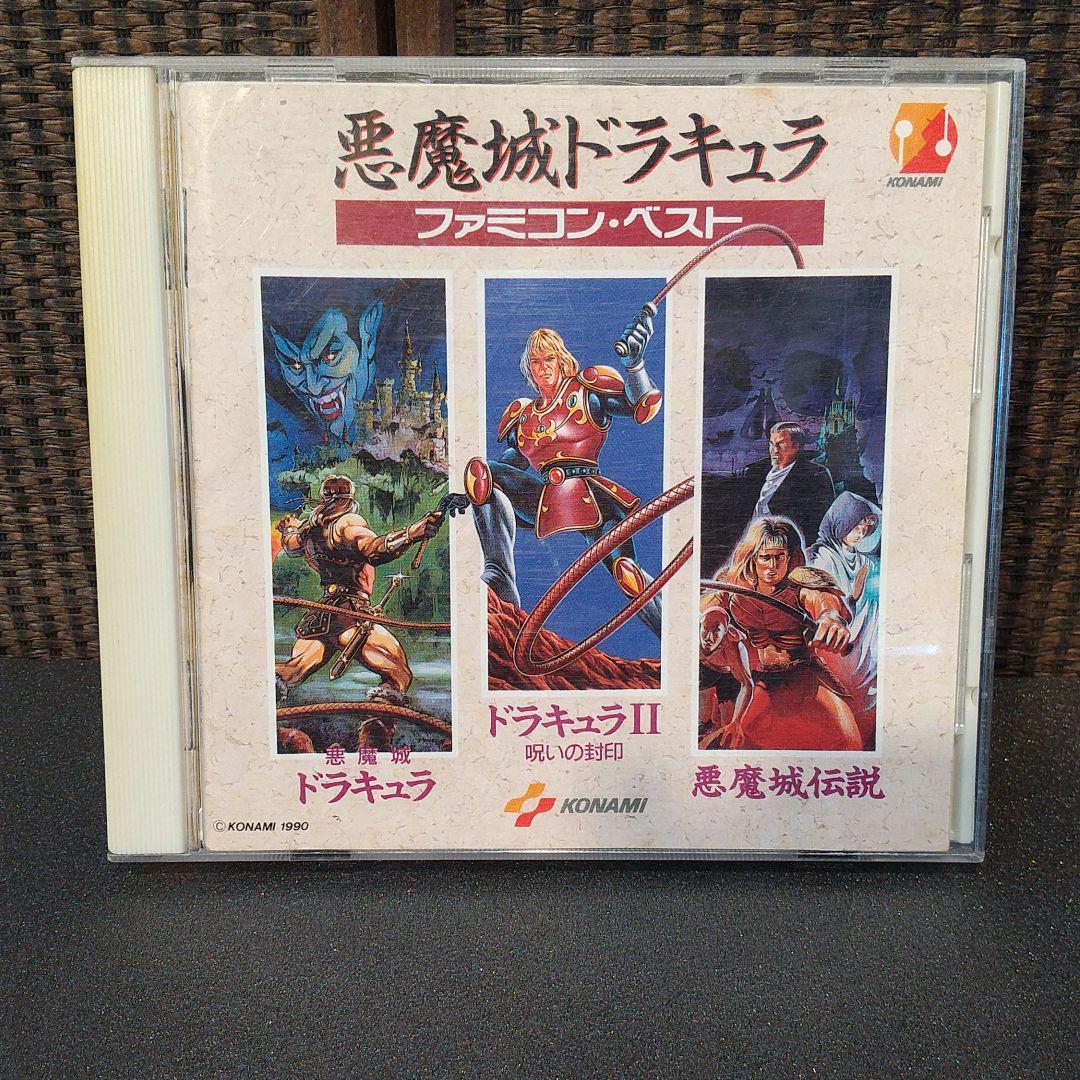 悪魔城ドラキュラ
KONAMI
ファミコン・ベスト
悪魔城
ドラキュラ
ドラキュラII
呪いの封印
悪魔城伝説
KONAMI
©KONAMI 1990